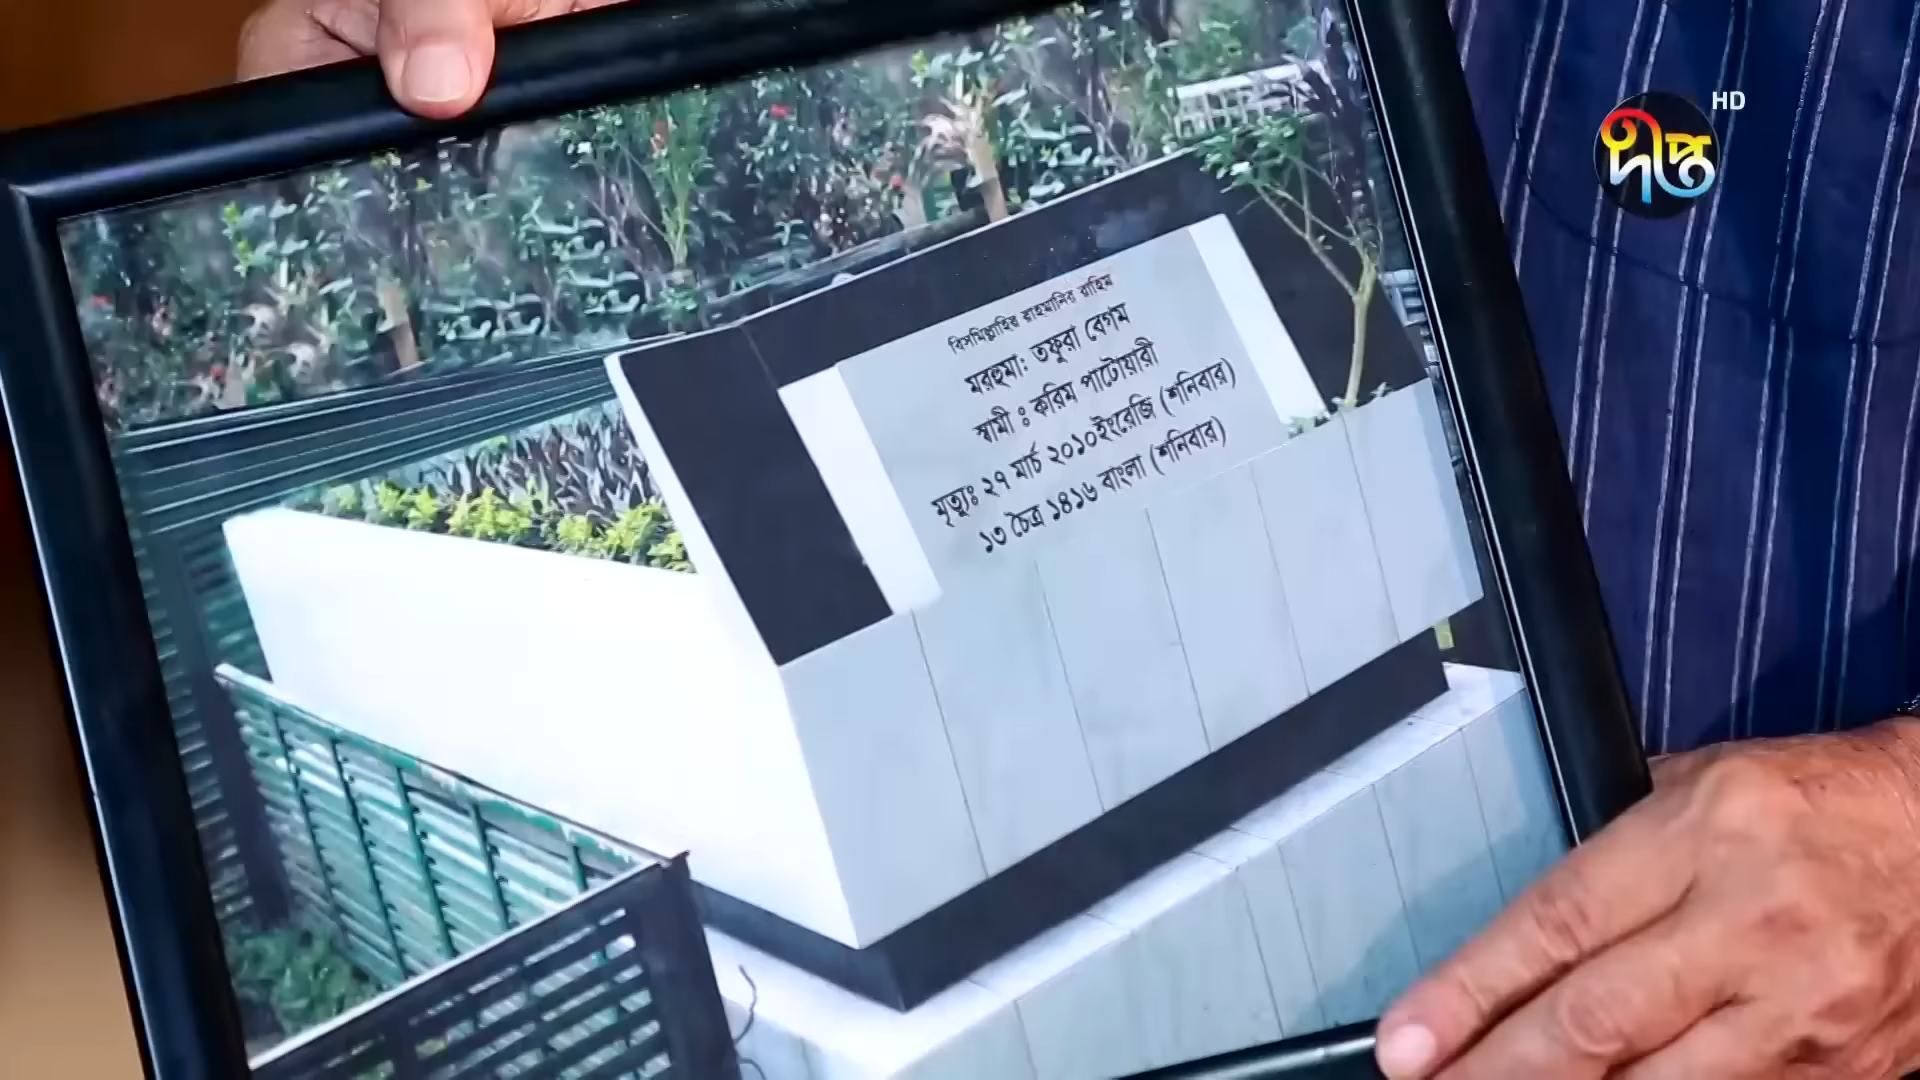 HD
দীপ্ত
বিসমিল্লাহির রাহমানির রাহিম
মরহুমা: তফুরা বেগম
স্বামী : করিম পাটোয়ারী
মৃত্যুঃ ২৭ মার্চ ২০১০ইংরেজি (শনিবার)
১৩ চৈত্র ১৪১৬ বাংলা (শনিবার)